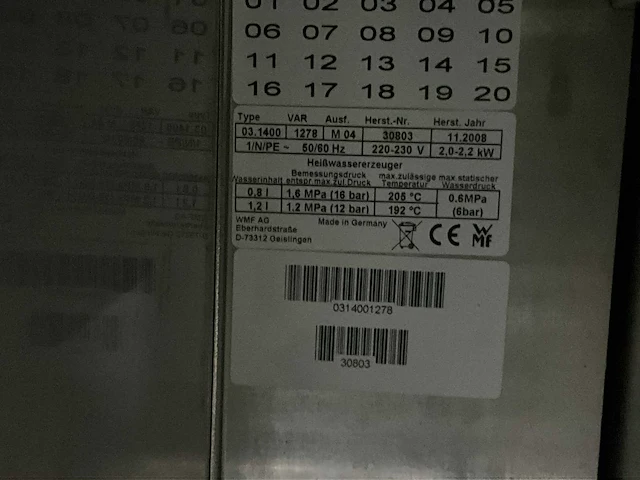 01 02 03 04 05
06 07 08 09 10
11 12 13 14 15
16 17 18 19 20
Type VAR Ausf. Herst.-Nr. Herst. Jahr
03.1400 1278 M 04 30803 11.2008
1/N/PE ~ 50/60 Hz 220-230 V 2,0-2,2 kW
Heißwassererzeuger
Wasserinhalt Bemessungsdruck entspr.max.zul.Druck max.zulässige Temperatur max.statischer Wasserdruck
0,8 l 1,6 MPa (16 bar) 205 °C 0.6MPa
1,2 l 1.2 MPa (12 bar) 192 °C (6bar)
WMF AG Made in Germany
Eberhardstraße
D-73312 Geislingen
CE WMF
0314001278
30803